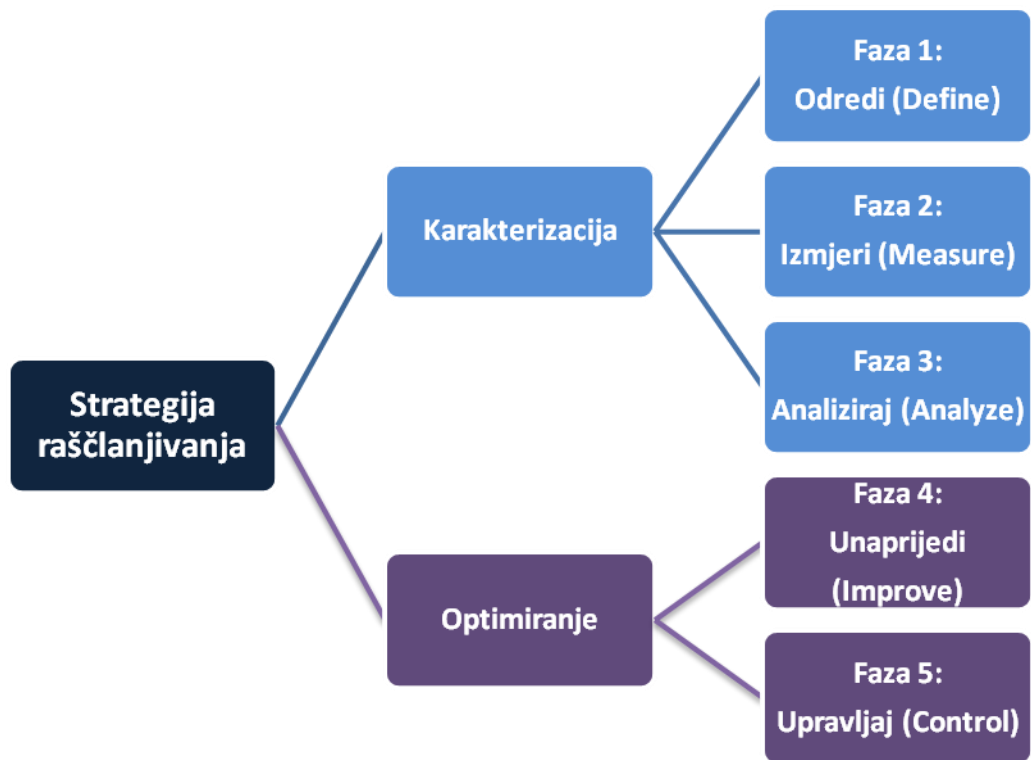 Strategija
raščlanjivanja
Karakterizacija
Faza 1:
Odredi (Define)
Faza 2:
Izmjeri (Measure)
Faza 3:
Analiziraj (Analyze)
Optimiranje
Faza 4:
Unaprijedi
(Improve)
Faza 5:
Upravljaj (Control)